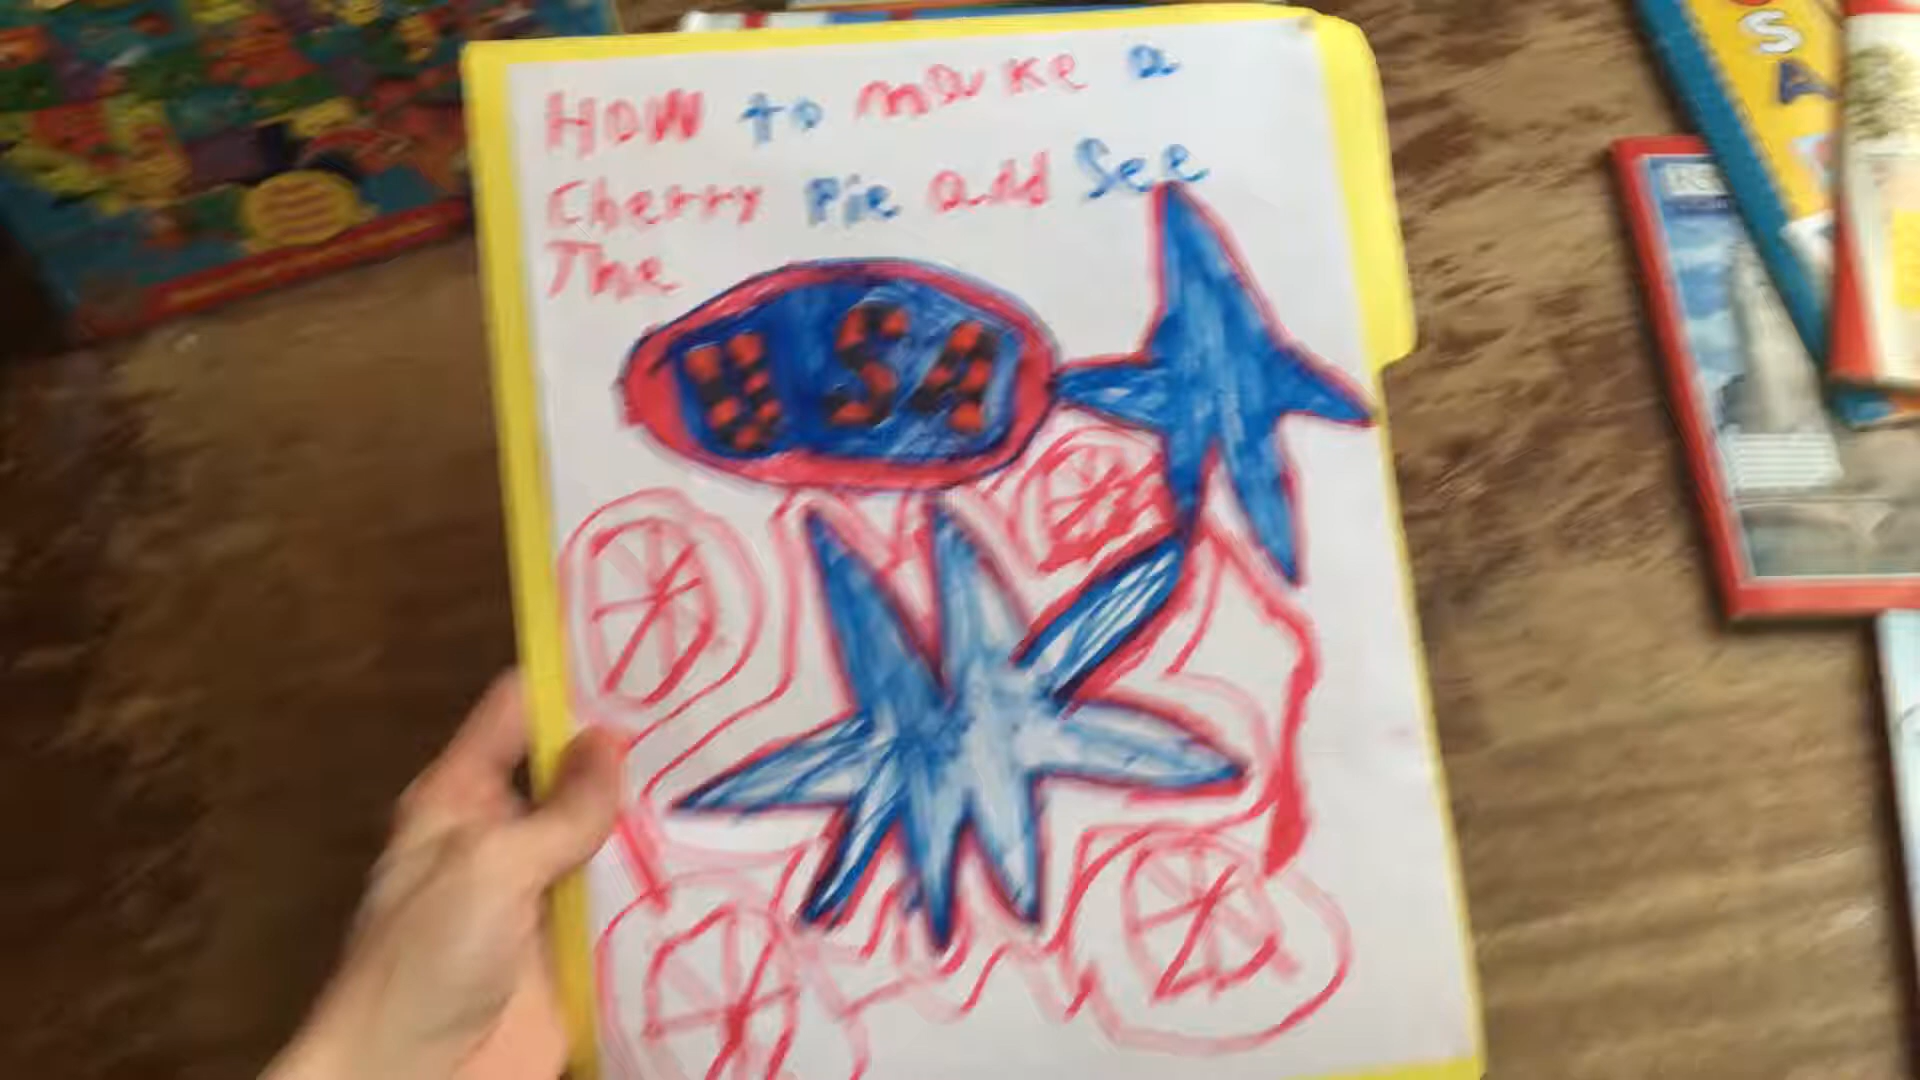 How to make a
Cherry Pie and See
The
USA
S
A